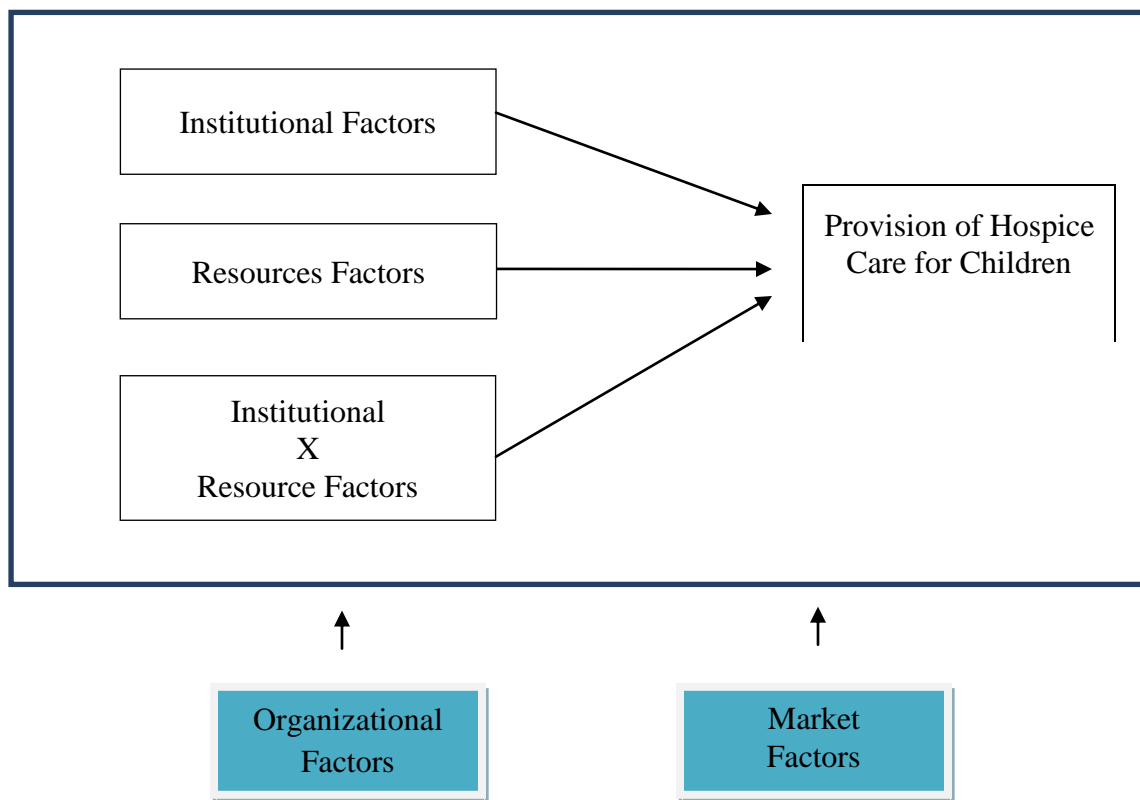 Institutional Factors
Resources Factors
Institutional
X
Resource Factors
Provision of Hospice
Care for Children
Organizational
Factors
Market
Factors